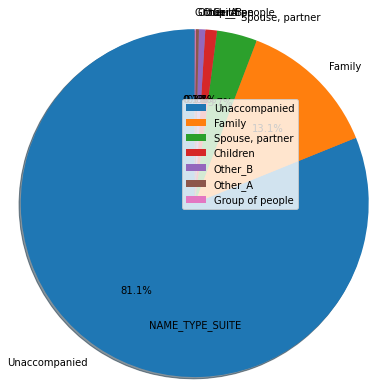 Spouse, partner
Family
Unaccompanied
Family
Spouse, partner
Children
Other_B
Other_A
Group of people
13.1%
81.1%
NAME_TYPE_SUITE
Unaccompanied